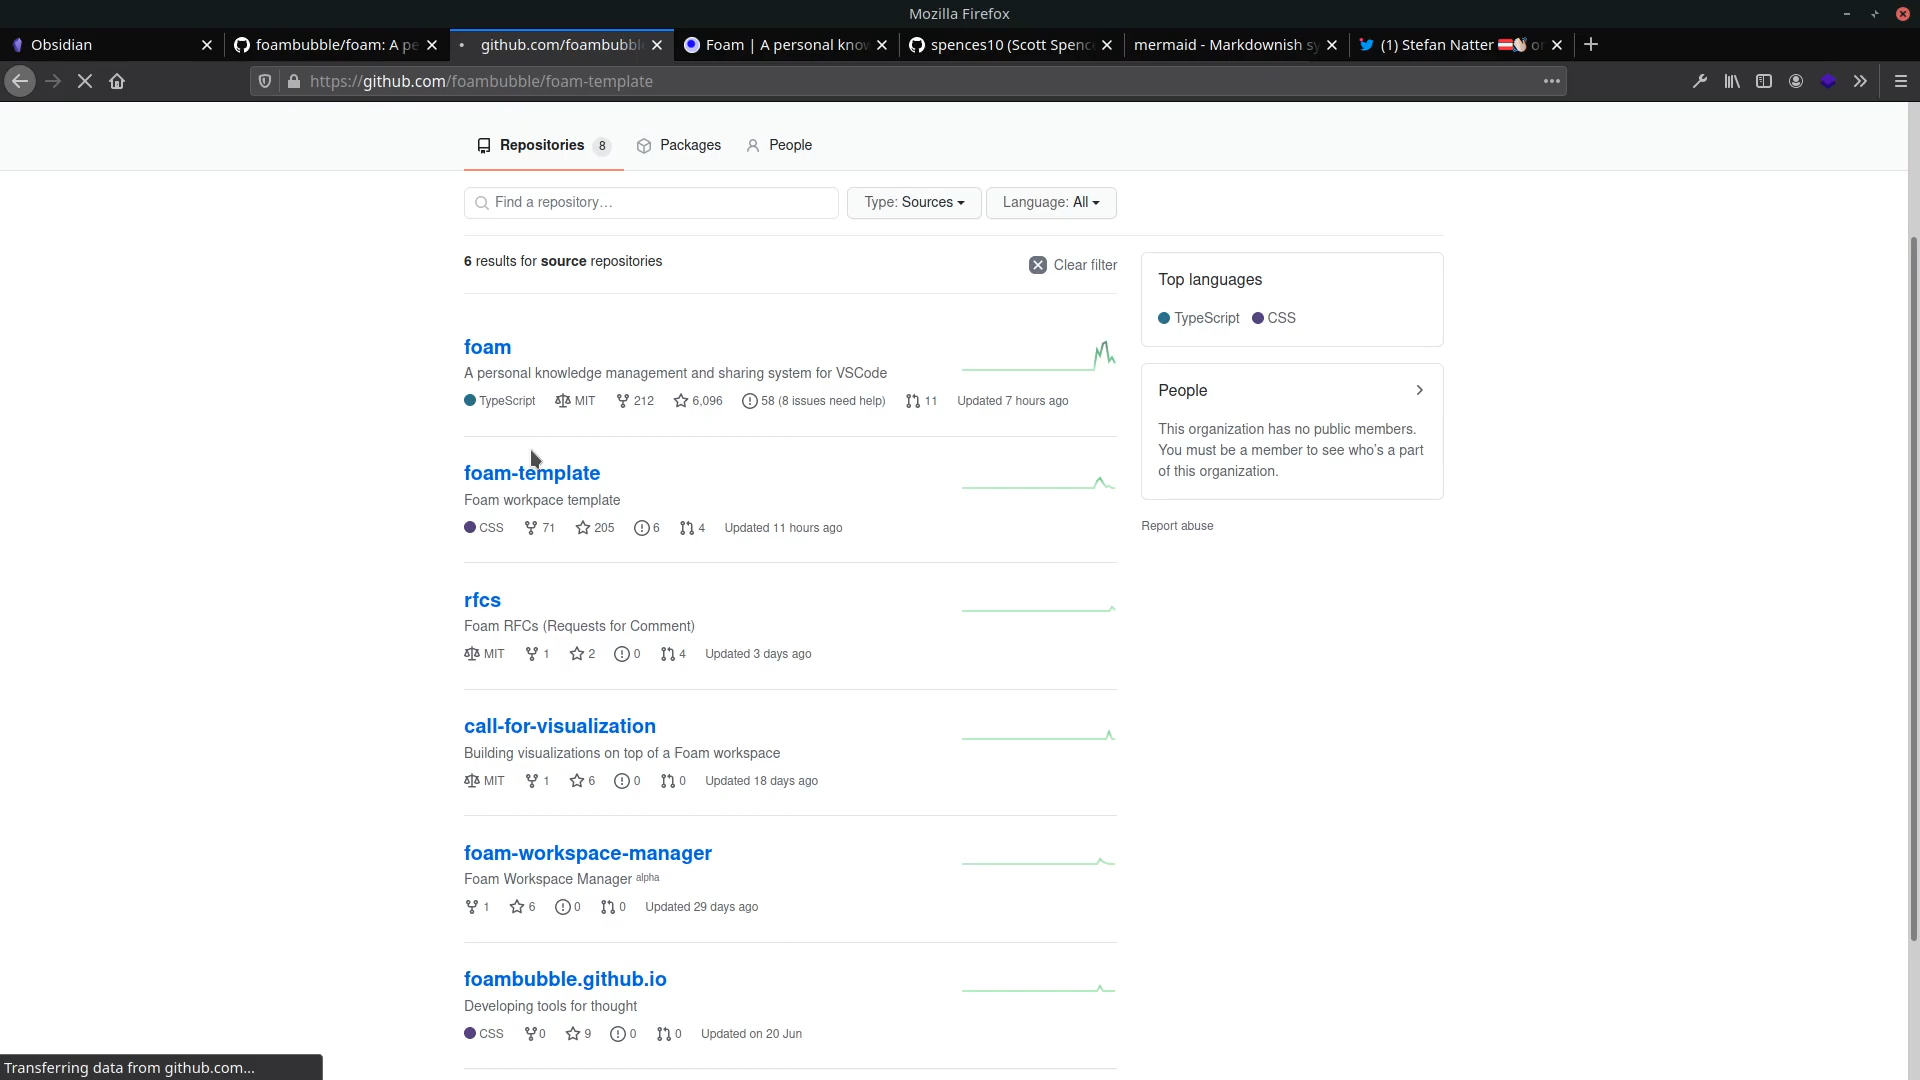 Mozilla Firefox
Obsidian
foambubble/foam: A pe
github.com/foambubbl
Foam | A personal know
spences10 (Scott Spenc
mermaid - Markdownish sy
(1) Stefan Natter
https://github.com/foambubble/foam-template
Repositories 8
Packages
People
Find a repository…
Type: Sources
Language: All
6 results for source repositories
Clear filter
foam
A personal knowledge management and sharing system for VSCode
TypeScript MIT 212 6,096 58 (8 issues need help) 11 Updated 7 hours ago
foam-template
Foam workpace template
CSS 71 205 6 4 Updated 11 hours ago
rfcs
Foam RFCs (Requests for Comment)
MIT 1 2 0 4 Updated 3 days ago
call-for-visualization
Building visualizations on top of a Foam workspace
MIT 1 6 0 0 Updated 18 days ago
foam-workspace-manager
Foam Workspace Manager alpha
1 6 0 0 Updated 29 days ago
foambubble.github.io
Developing tools for thought
CSS 0 9 0 0 Updated on 20 Jun
Top languages
TypeScript CSS
People
This organization has no public members.
You must be a member to see who's a part
of this organization.
Report abuse
Transferring data from github.com...